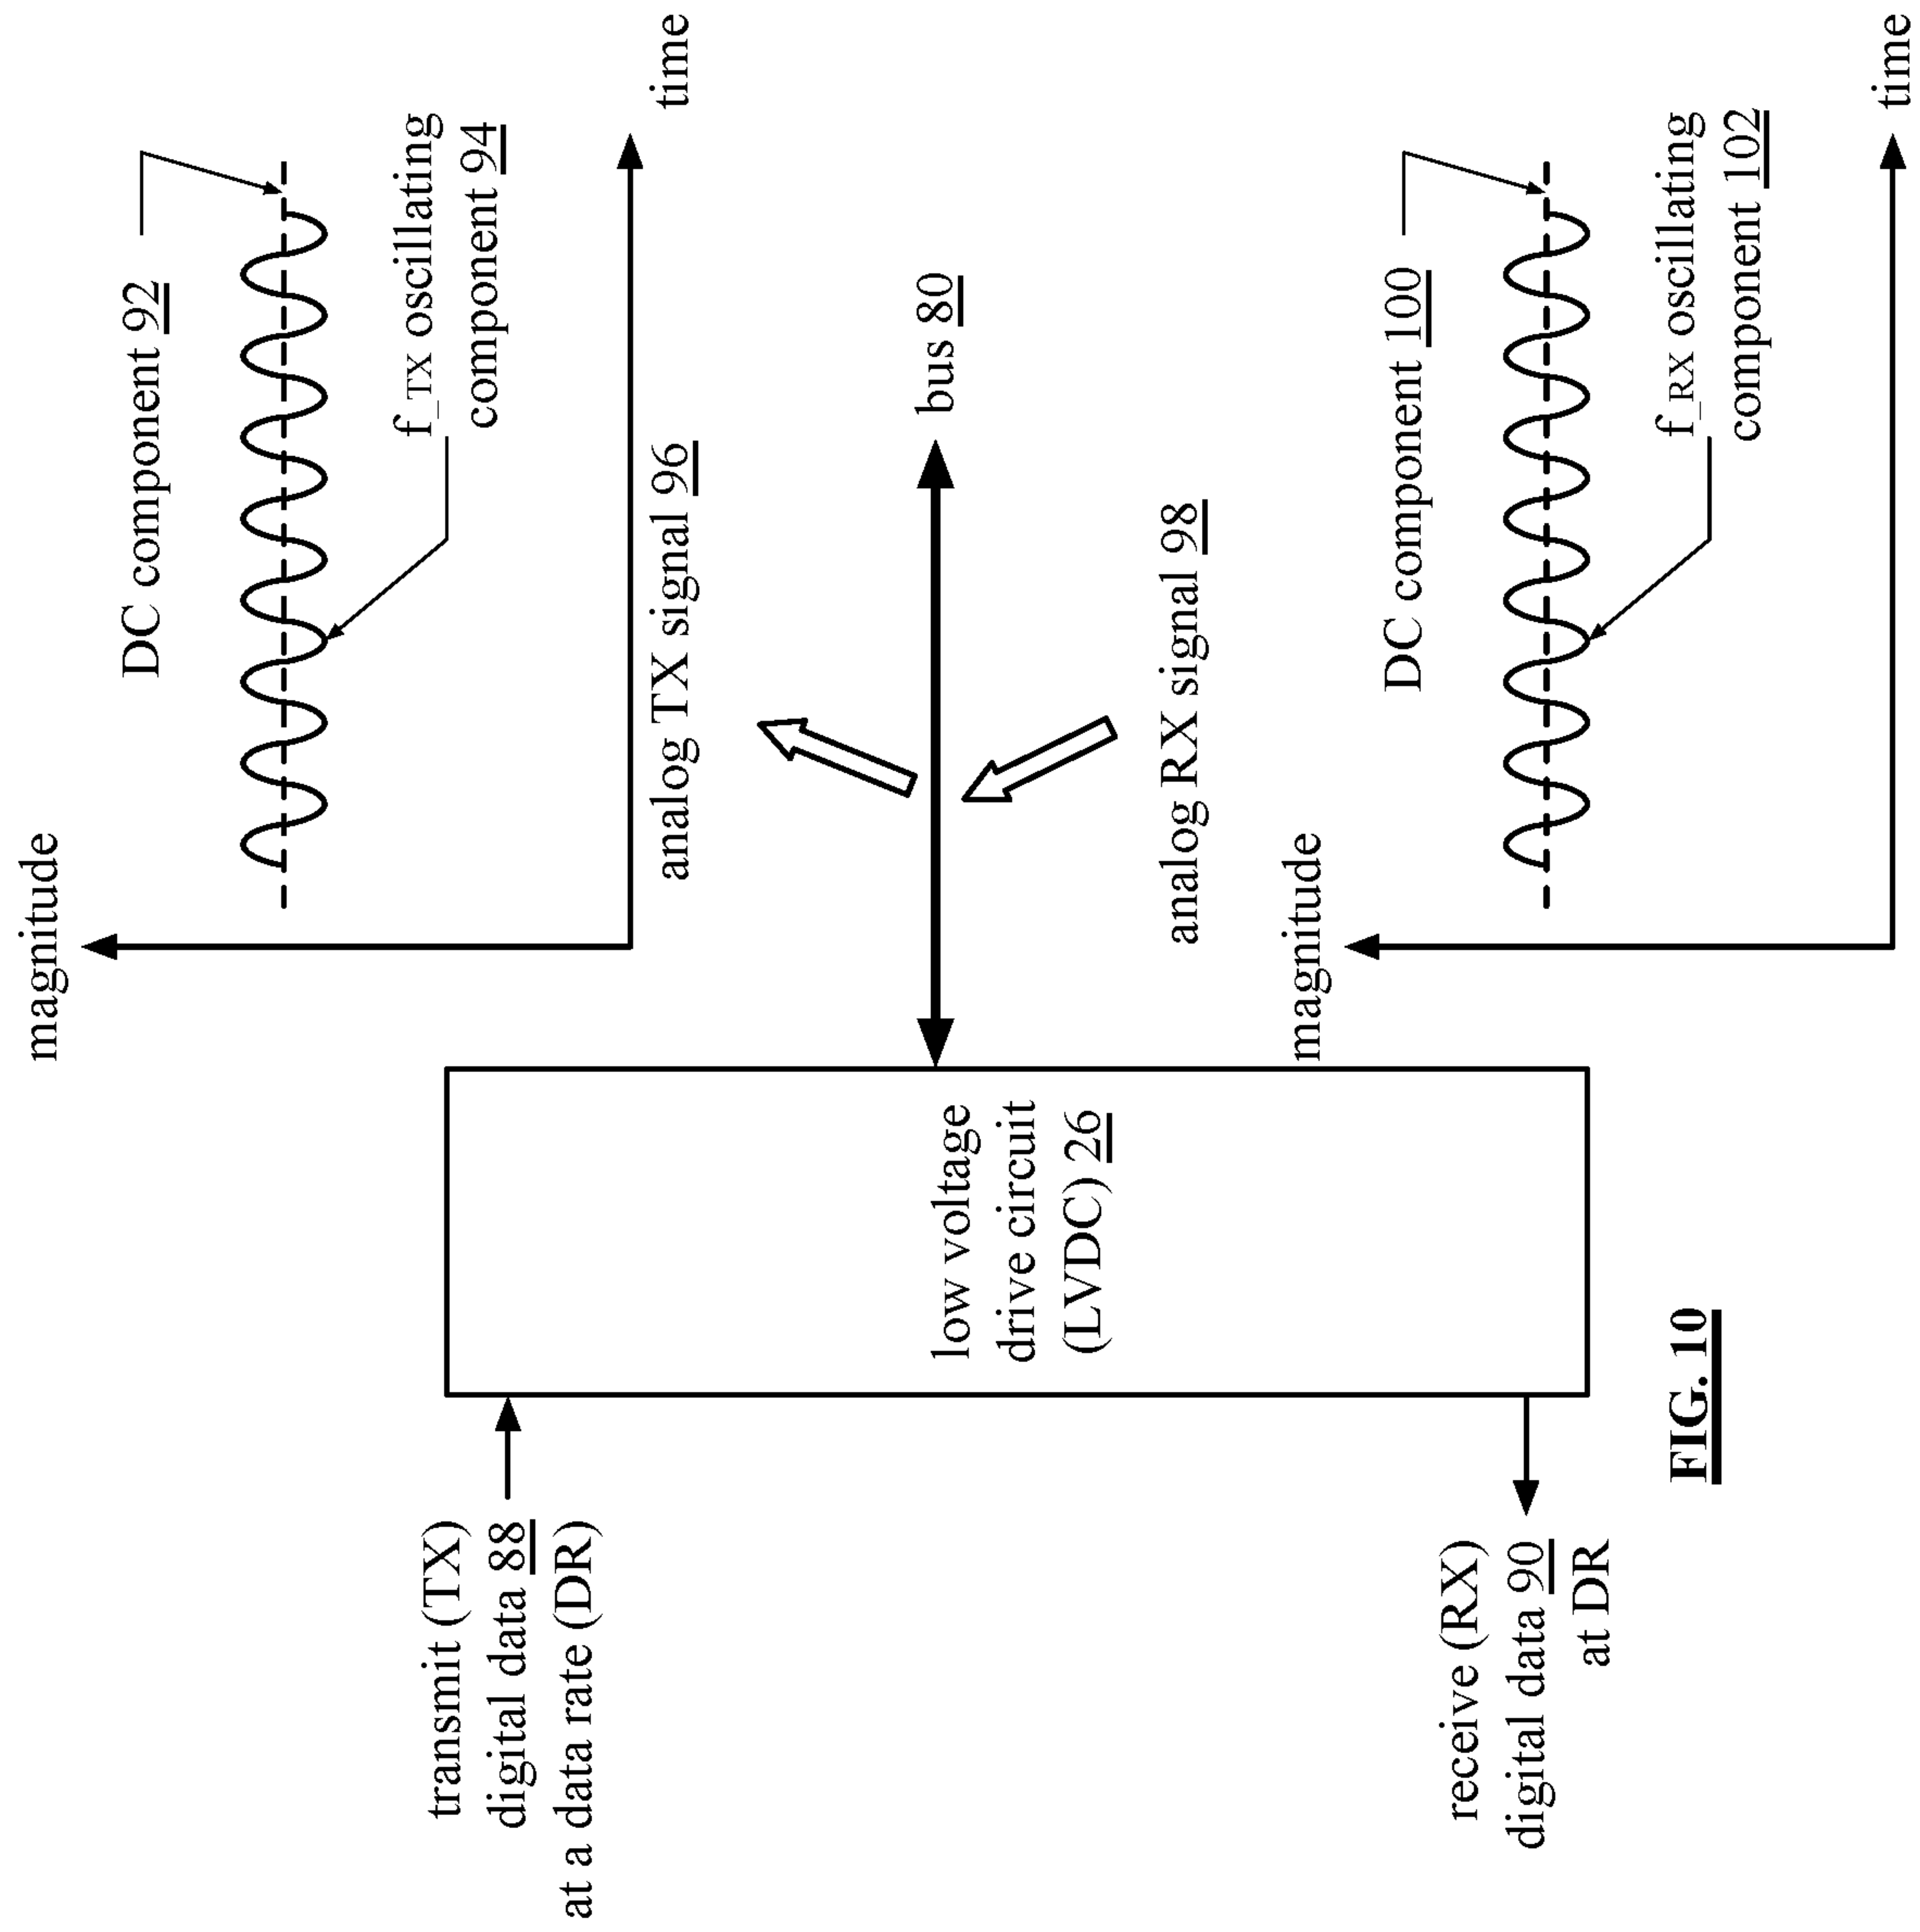 magnitude
DC component 92
f_TX oscillating
component 94
time
analog TX signal 96
transmit (TX)
digital data 88
at a data rate (DR)
low voltage
drive circuit
(LVDC) 26
bus 80
analog RX signal 98
magnitude
DC component 100
f_RX oscillating
component 102
time
receive (RX)
digital data 90
at DR
FIG. 10